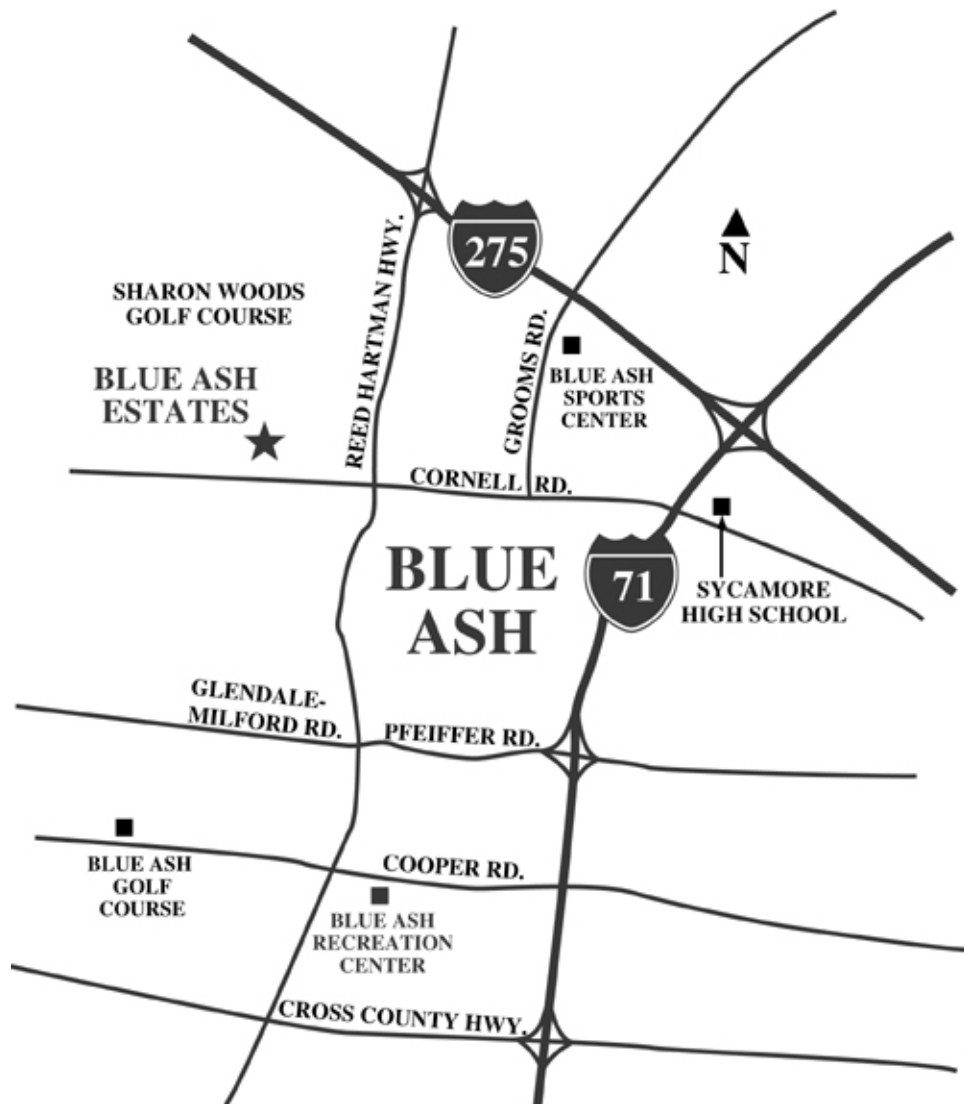 275
N
SHARON WOODS
GOLF COURSE
REED HARTMAN HWY.
GROOMS RD.
BLUE ASH
ESTATES
BLUE ASH
SPORTS
CENTER
CORNELL RD.
BLUE
ASH
71
SYCAMORE
HIGH SCHOOL
GLENDALE-
MILFORD RD.
PFEIFFER RD.
BLUE ASH
GOLF
COURSE
COOPER RD.
BLUE ASH
RECREATION
CENTER
CROSS COUNTY HWY.